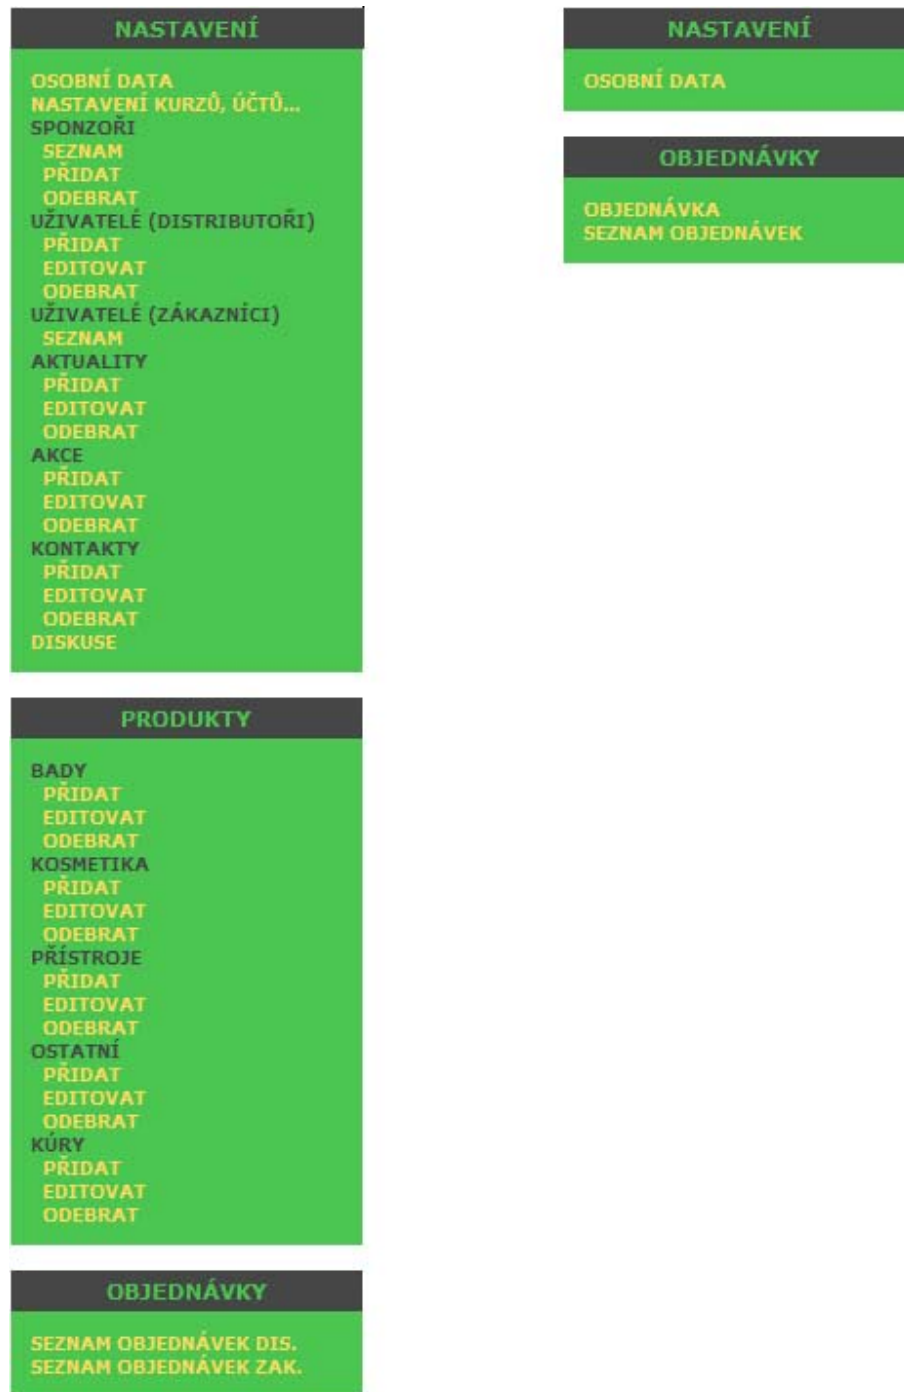 NASTAVENÍ
OSOBNÍ DATA
NASTAVENÍ KURZŮ, ÚČTŮ...
SPONZOŘI
SEZNAM
PŘIDAT
ODEBRAT
UŽIVATELÉ (DISTRIBUTOŘI)
PŘIDAT
EDITOVAT
ODEBRAT
UŽIVATELÉ (ZÁKAZNÍCI)
SEZNAM
AKTUALITY
PŘIDAT
EDITOVAT
ODEBRAT
AKCE
PŘIDAT
EDITOVAT
ODEBRAT
KONTAKTY
PŘIDAT
EDITOVAT
ODEBRAT
DISKUSE
PRODUKTY
BADY
PŘIDAT
EDITOVAT
ODEBRAT
KOSMETIKA
PŘIDAT
EDITOVAT
ODEBRAT
PŘÍSTROJE
PŘIDAT
EDITOVAT
ODEBRAT
OSTATNÍ
PŘIDAT
EDITOVAT
ODEBRAT
KÚRY
PŘIDAT
EDITOVAT
ODEBRAT
OBJEDNÁVKY
SEZNAM OBJEDNÁVEK DIS.
SEZNAM OBJEDNÁVEK ZAK.
NASTAVENÍ
OSOBNÍ DATA
OBJEDNÁVKY
OBJEDNÁVKA
SEZNAM OBJEDNÁVEK